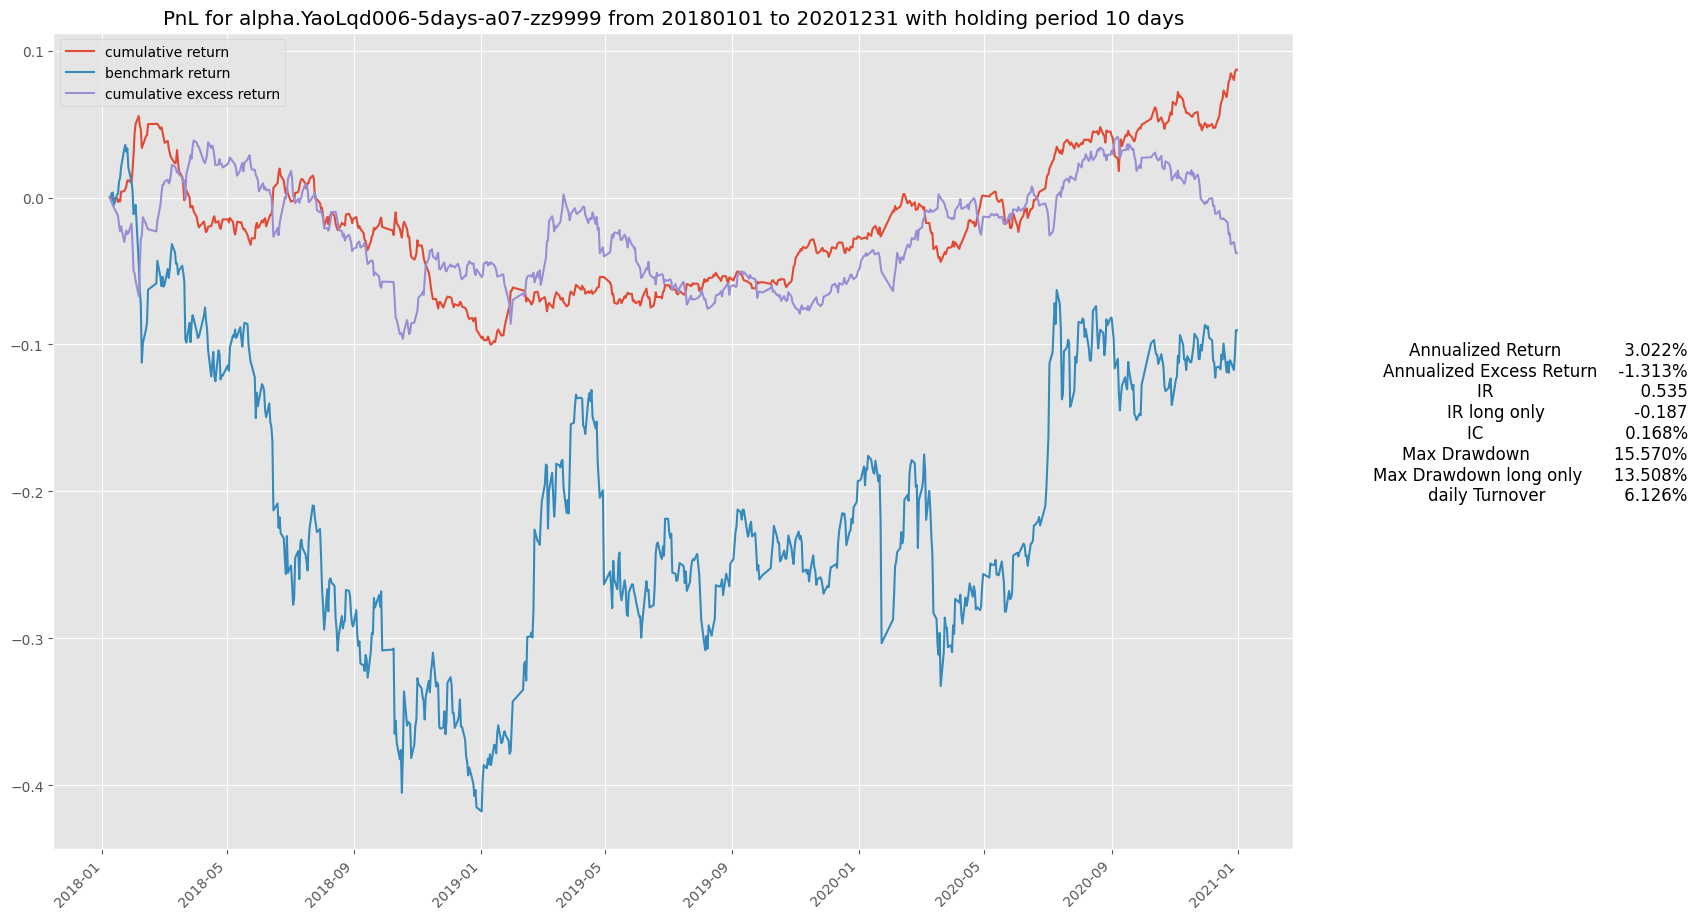 PnL for alpha.YaoLqd006-5days-a07-zz9999 from 20180101 to 20201231 with holding period 10 days
cumulative return
benchmark return
cumulative excess return
0.1
0.0
−0.1
−0.2
−0.3
−0.4
2018-01
2018-05
2018-09
2019-01
2019-05
2019-09
2020-01
2020-05
2020-09
2021-01
Annualized Return 3.022%
Annualized Excess Return -1.313%
IR 0.535
IR long only -0.187
IC 0.168%
Max Drawdown 15.570%
Max Drawdown long only 13.508%
daily Turnover 6.126%